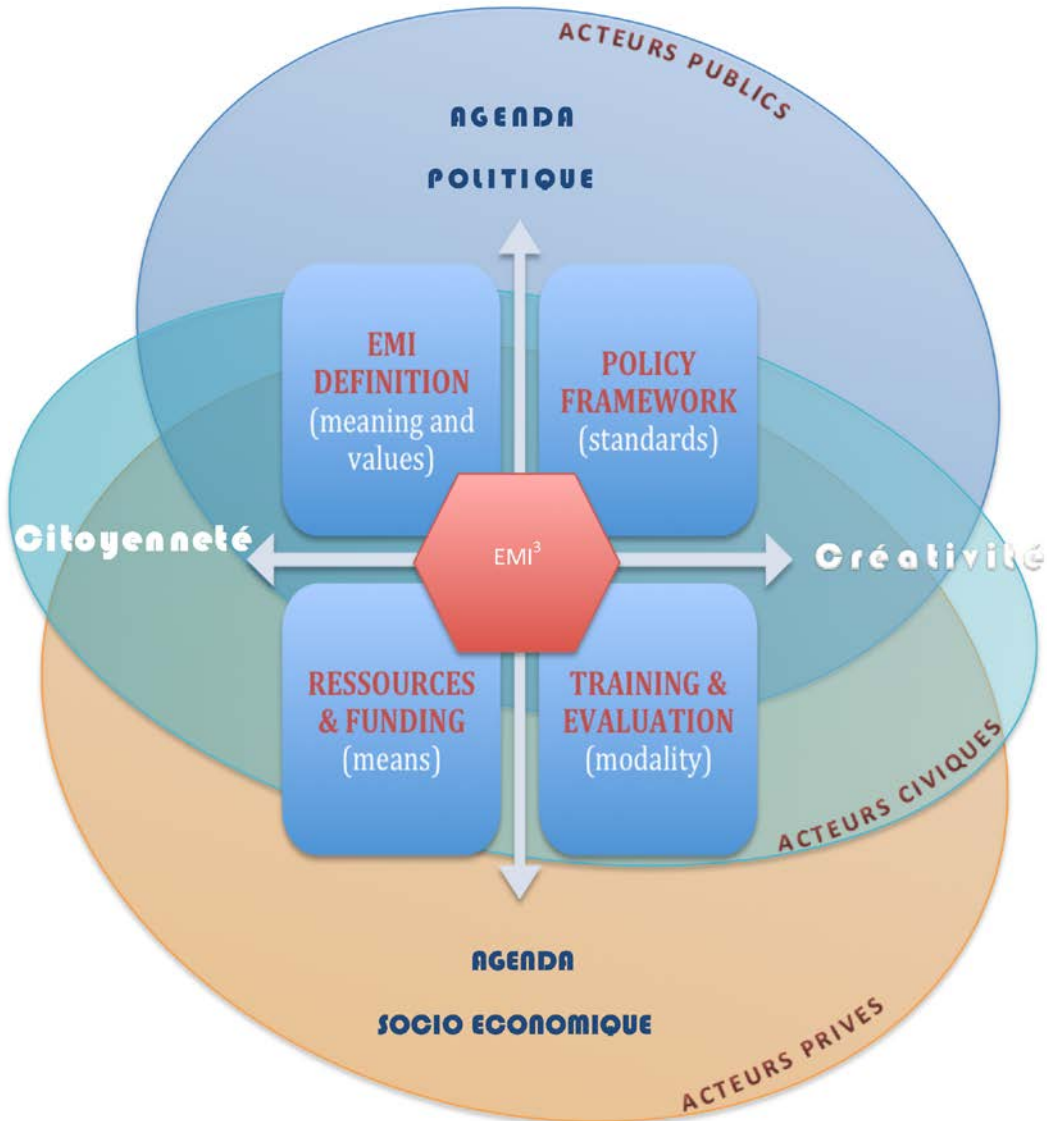 ACTEURS PUBLICS
AGENDA
POLITIQUE
EMI
DEFINITION
(meaning and
values)
POLICY
FRAMEWORK
(standards)
Citoyenneté
EMI³
Créativité
RESSOURCES
& FUNDING
(means)
TRAINING &
EVALUATION
(modality)
ACTEURS CIVIQUES
AGENDA
SOCIO ECONOMIQUE
ACTEURS PRIVES